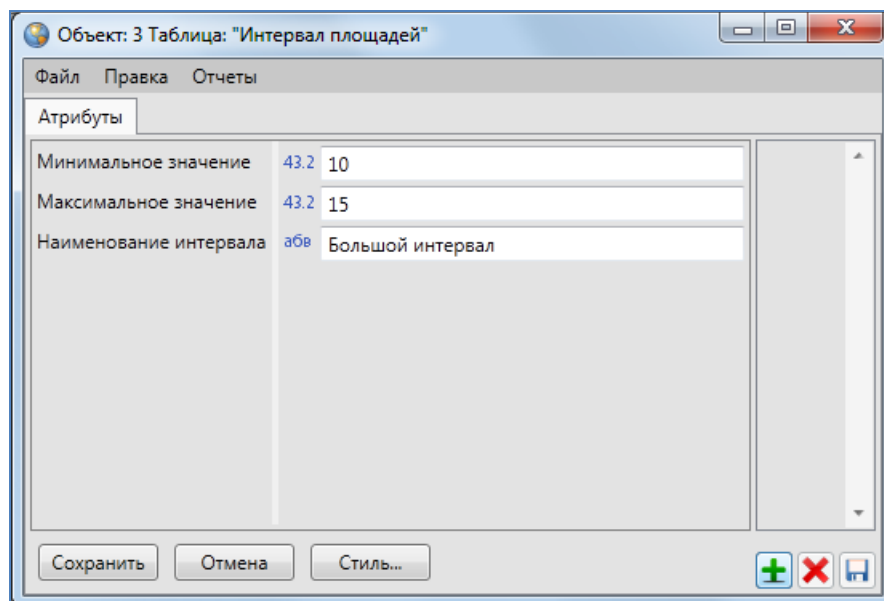 Объект: 3 Таблица: "Интервал площадей"
Файл Правка Отчеты
Атрибуты
Минимальное значение 43.2 10
Максимальное значение 43.2 15
Наименование интервала абв Большой интервал
Сохранить Отмена Стиль...